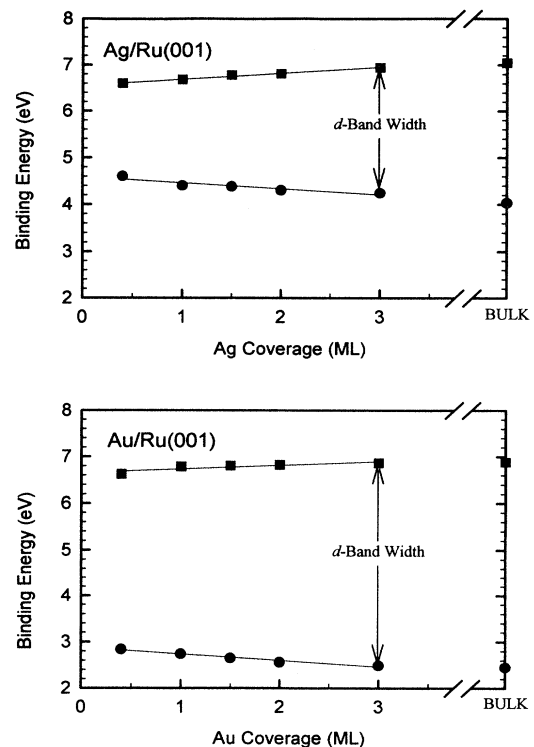 8
Ag/Ru(001)
7
6
d-Band Width
5
4
3
2
0
1
2
3
BULK
Binding Energy (eV)
Ag Coverage (ML)
8
Au/Ru(001)
7
6
5
d-Band Width
4
3
2
0
1
2
3
BULK
Binding Energy (eV)
Au Coverage (ML)